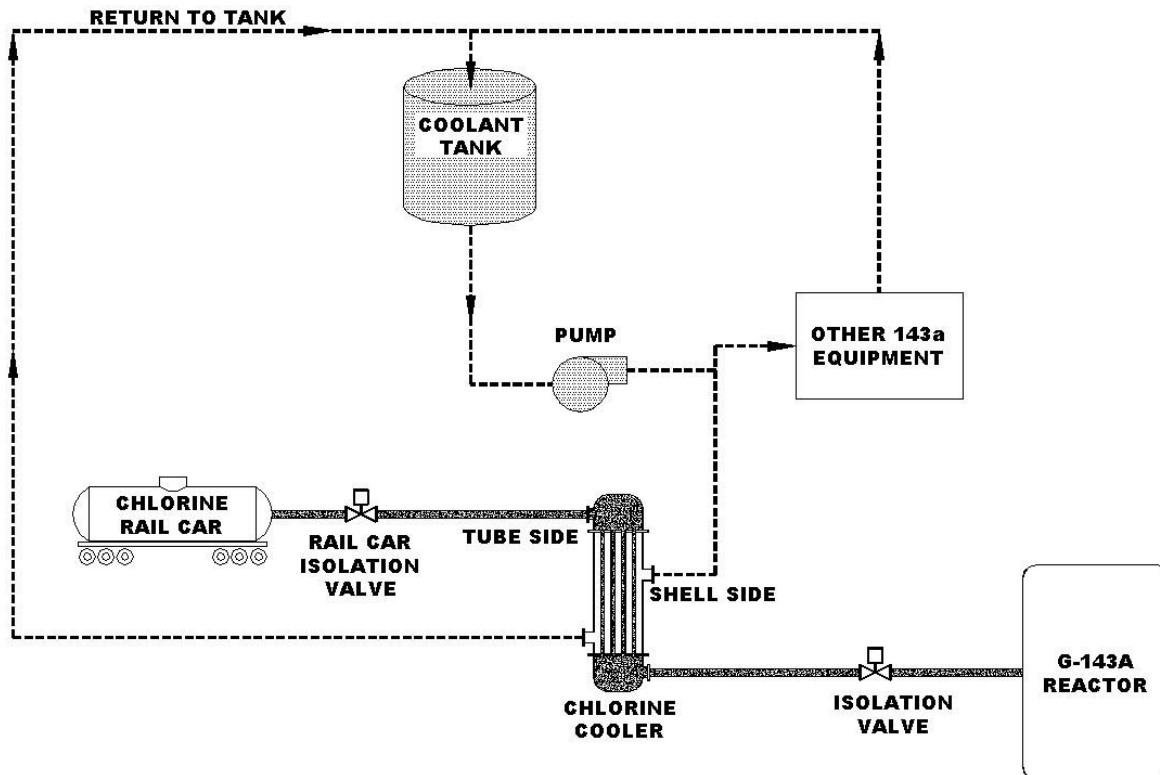 RETURN TO TANK
COOLANT
TANK
PUMP
OTHER 143a
EQUIPMENT
CHLORINE
RAIL CAR
RAIL CAR
ISOLATION
VALVE
TUBE SIDE
SHELL SIDE
CHLORINE
COOLER
ISOLATION
VALVE
G-143A
REACTOR